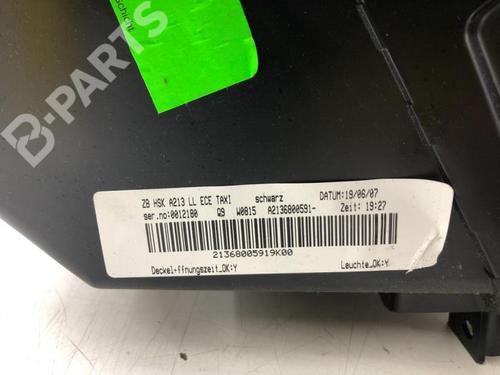 Schicht
B-PARTS
ZB HSK A213 LL ECE TAXI schwarz DATUM:19/06/07
ser.no:0012180 Q9 W0815 A2136800591- Zeit: 19:27
21368005919K00
Deckel÷ffnungszeit_OK:Y Leuchte_OK:Y